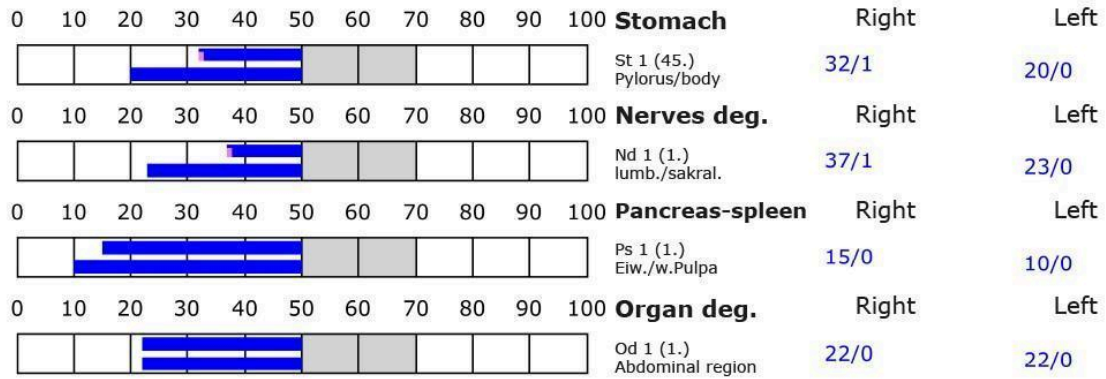 0 10 20 30 40 50 60 70 80 90 100 Stomach Right Left
St 1 (45.) 32/1 20/0
Pylorus/body
0 10 20 30 40 50 60 70 80 90 100 Nerves deg. Right Left
Nd 1 (1.) 37/1 23/0
lumb./sakral.
0 10 20 30 40 50 60 70 80 90 100 Pancreas-spleen Right Left
Ps 1 (1.) 15/0 10/0
Eiw./w.Pulpa
0 10 20 30 40 50 60 70 80 90 100 Organ deg. Right Left
Od 1 (1.) 22/0 22/0
Abdominal region